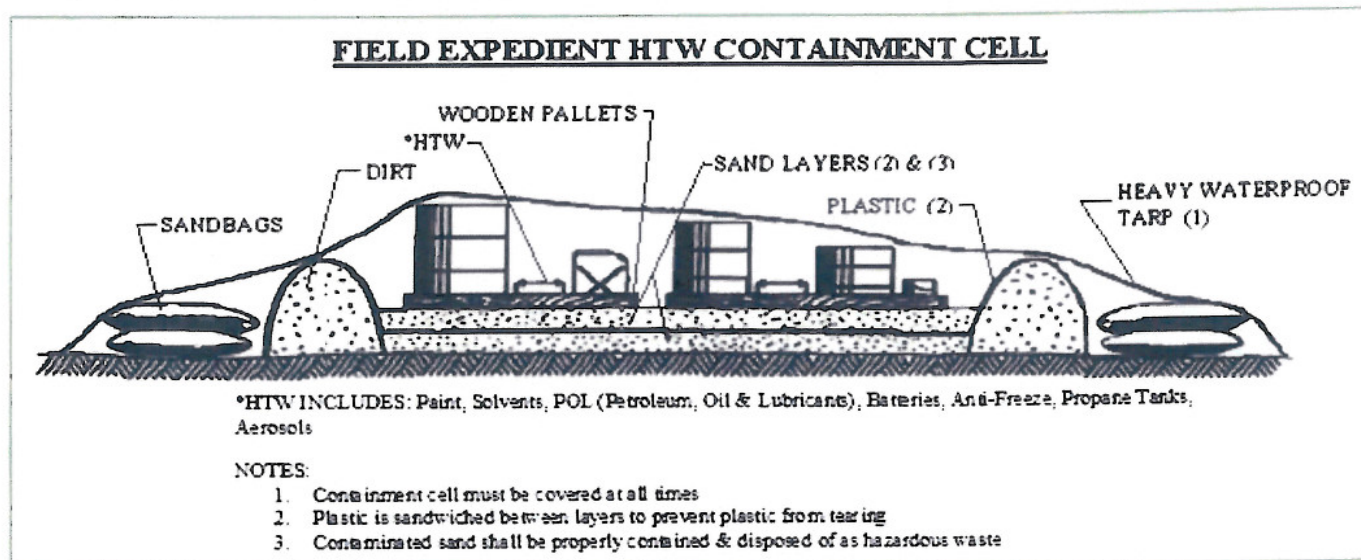 FIELD EXPEDIENT HTW CONTAINMENT CELL
WOODEN PALLETS
*HTW
SAND LAYERS (2) & (3)
DIRT
HEAVY WATERPROOF
TARP (1)
PLASTIC (2)
SANDBAGS
*HTW INCLUDES: Paint, Solvents, POL (Petroleum, Oil & Lubricants), Batteries, Anti-Freeze, Propane Tanks,
Aerosols
NOTES:
1. Containment cell must be covered at all times
2. Plastic is sandwiched between layers to prevent plastic from tearing
3. Contaminated sand shall be properly contained & disposed of as hazardous waste